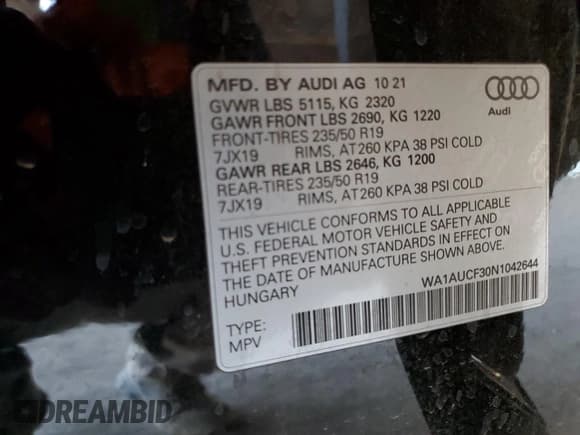 MFD. BY AUDI AG 10 21
GVWR LBS 5115, KG 2320
GAWR FRONT LBS 2690, KG 1220
FRONT-TIRES 235/50 R19
7JX19 RIMS, AT 260 KPA 38 PSI COLD
GAWR REAR LBS 2646, KG 1200
REAR-TIRES 235/50 R19
7JX19 RIMS, AT 260 KPA 38 PSI COLD
THIS VEHICLE CONFORMS TO ALL APPLICABLE
U.S. FEDERAL MOTOR VEHICLE SAFETY AND
THEFT PREVENTION STANDARDS IN EFFECT ON
THE DATE OF MANUFACTURE SHOWN ABOVE.
HUNGARY
Audi
WA1AUCF30N1042644
TYPE:
MPV
DREAMBID